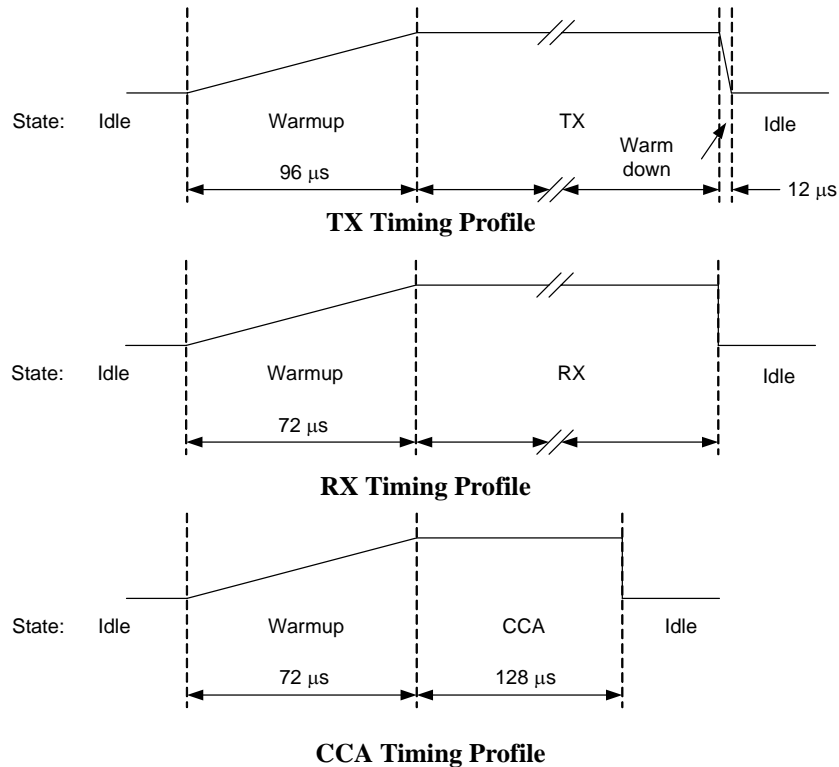 State: Idle Warmup TX Idle
Warm
down
96 μs 12 μs
TX Timing Profile
State: Idle Warmup RX Idle
72 μs
RX Timing Profile
State: Idle Warmup CCA Idle
72 μs 128 μs
CCA Timing Profile